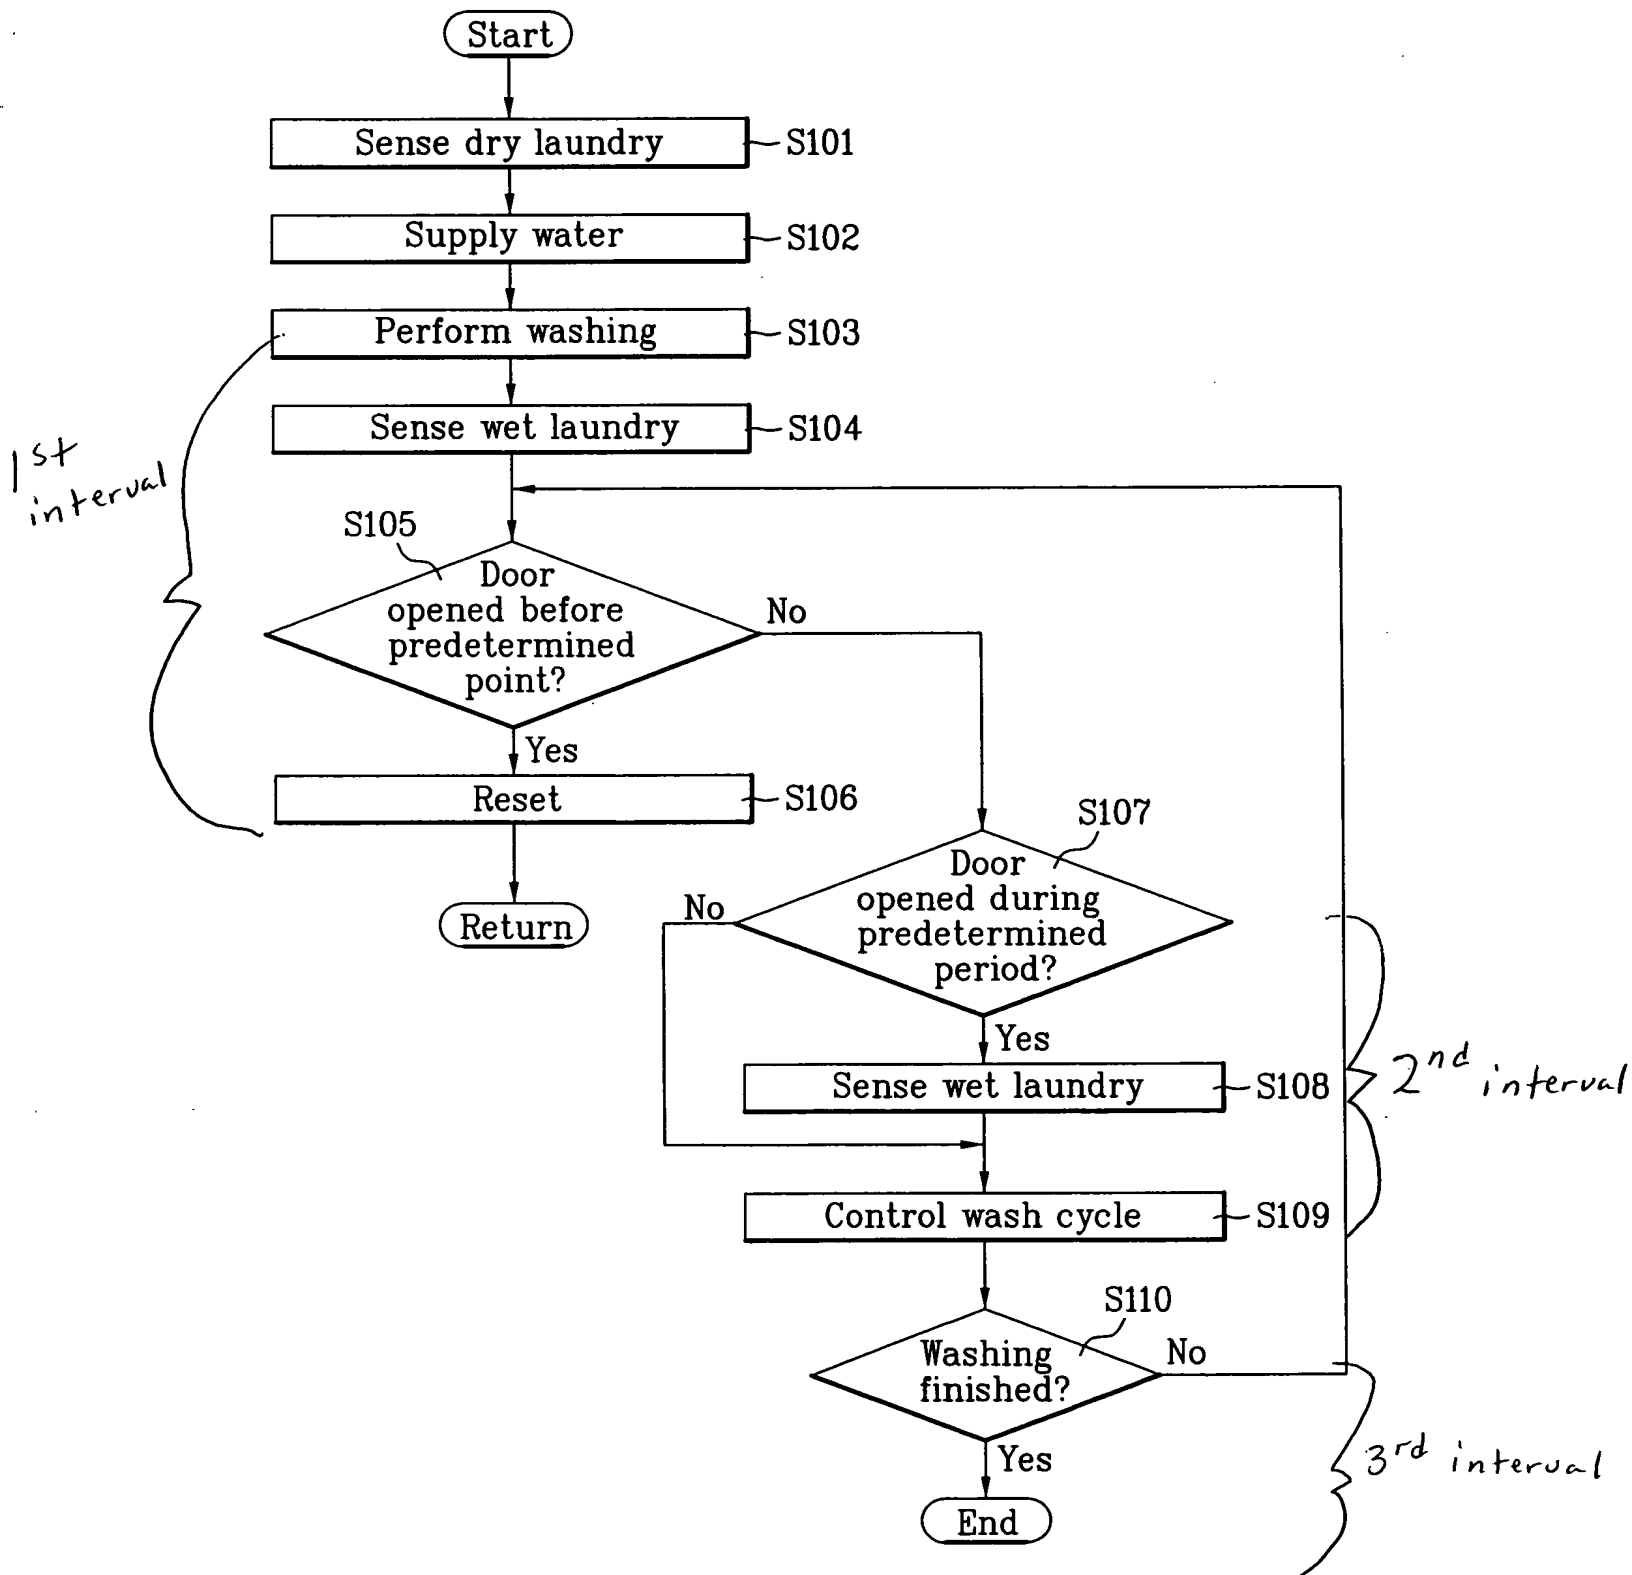 Start
Sense dry laundry
S101
Supply water
S102
Perform washing
S103
Sense wet laundry
S104
1st
interval
S105
Door
opened before
predetermined
point?
No
Yes
Reset
S106
Return
S107
Door
opened during
predetermined
period?
No
Yes
Sense wet laundry
S108
2nd interval
Control wash cycle
S109
S110
Washing
finished?
No
Yes
3rd interval
End